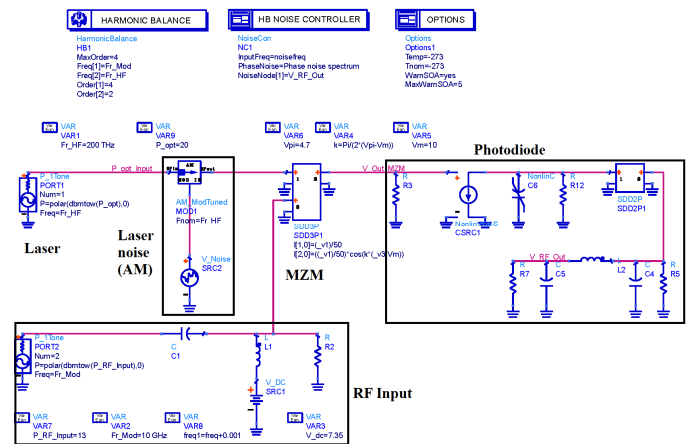 HARMONIC BALANCE
HB NOISE CONTROLLER
OPTIONS
HarmonicBalance
HB1
MaxOrder=4
Freq[1]=Fr_Mod
Freq[2]=Fr_HF
Order[1]=4
Order[2]=2
NoiseCon
NC1
InputFreq=noisefreq
PhaseNoise=Phase noise spectrum
NoiseNode[1]=V_RF_Out
Options
Options1
Temp=-273
Tnom=-273
WarnSOA=yes
MaxWarnSOA=5
VAR
VAR1
Fr_HF=200 THz
VAR
VAR9
P_opt=20
VAR
VAR6
Vpi=4.7
VAR
VAR4
k=Pi/(2*(Vpi-Vm))
VAR
VAR5
Vm=10
Photodiode
P_1Tone
PORT1
Num=1
P=polar(dbmtow(P_opt),0)
Freq=Fr_HF
Laser
P_opt_Input
AM
MOD IN
RFout
AM_ModTuned
MOD1
Fnom=Fr HF
Laser
noise
(AM)
V_Noise
SRC2
SDD3P
SDD3P1
I[1,0]=(_v1)/50
I[2,0]=((_v1)/50)*cos(k*(_v3-Vm))
MZM
V_Out_MZM
R
R3
CSRC1
NonlinC
C6
R
R12
SDD2P
SDD2P1
V_RF_Out
R
R7
C
C5
L
L2
C
C4
R
R5
P_1Tone
PORT2
Num=2
P=polar(dbmtow(P_RF_Input),0)
Freq=Fr_Mod
C
C1
L
L1
R
R2
V_DC
SRC1
RF Input
VAR
VAR7
P_RF_Input=13
VAR
VAR2
Fr_Mod=10 GHz
VAR
VAR8
freq1=freq+0.001
VAR
VAR3
V_dc=7.35